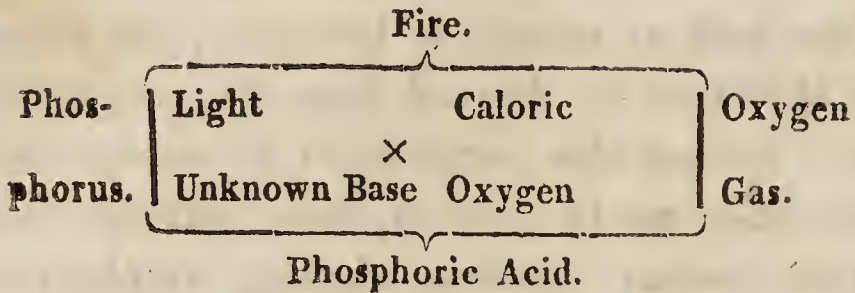 Fire.
Phos- Light Caloric Oxygen
×
phorus. Unknown Base Oxygen Gas.
Phosphoric Acid.